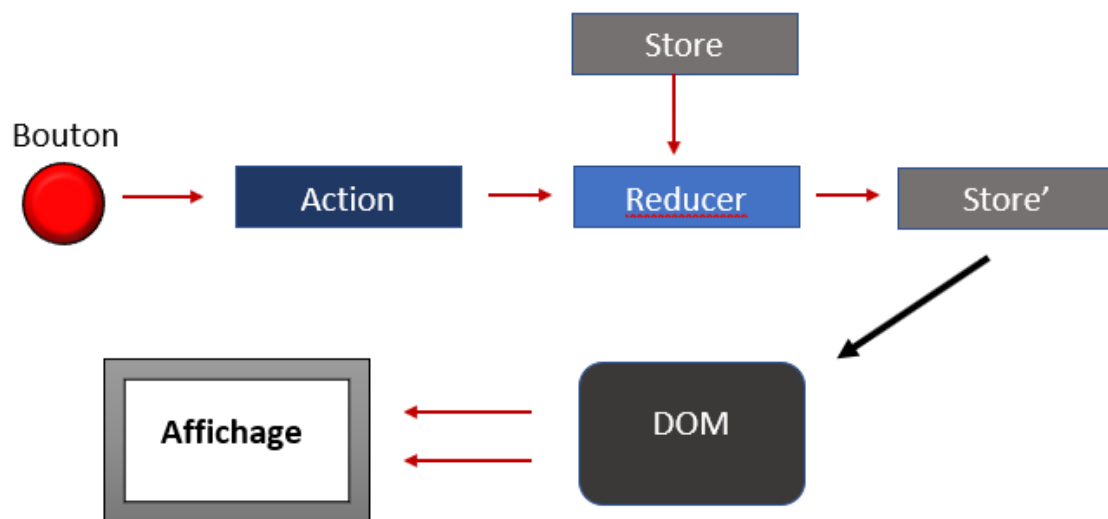 Store
Bouton
Action
Reducer
Store’
Affichage
DOM